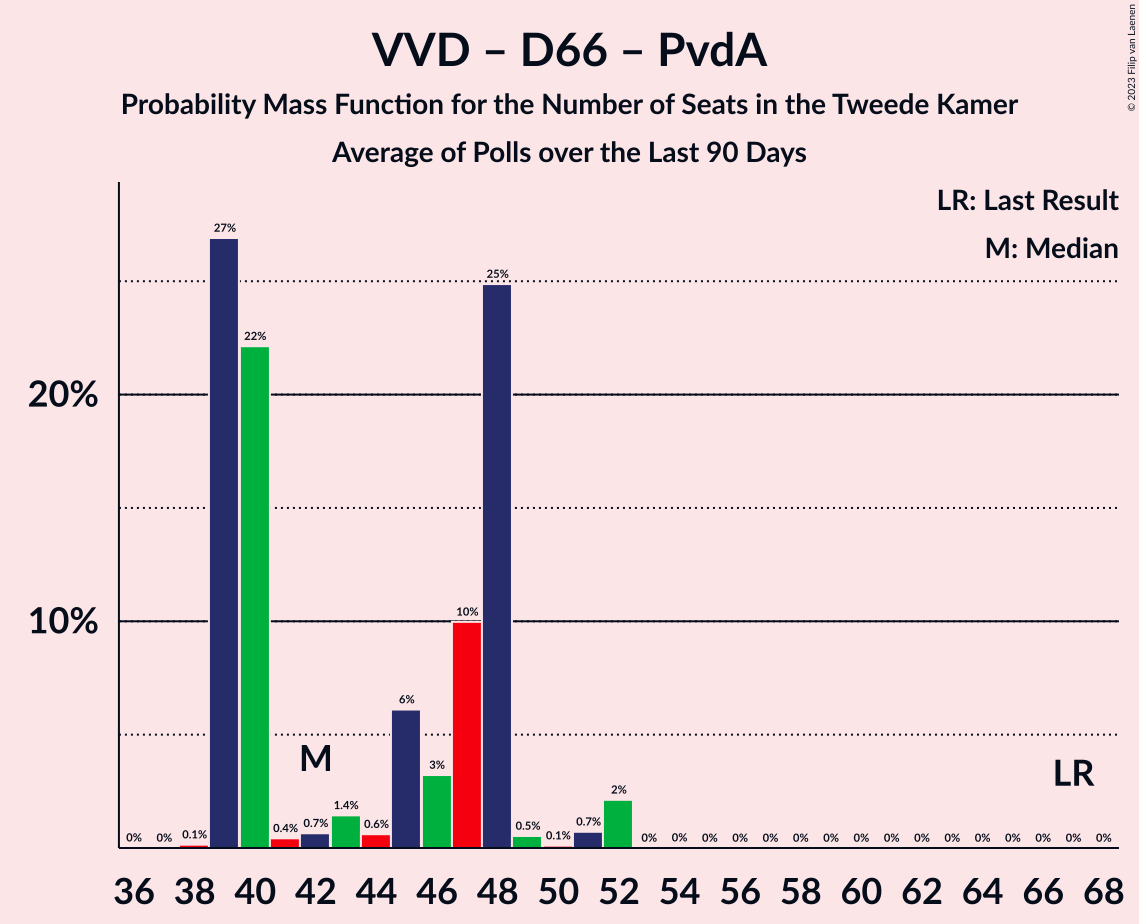 VVD – D66 – PvdA
Probability Mass Function for the Number of Seats in the Tweede Kamer
Average of Polls over the Last 90 Days
© 2023 Filip van Laenen
LR: Last Result
M: Median
20%
10%
0% 0% 0.1% 27% 22% 0.4% 0.7% 1.4% 0.6% 6% 3% 10% 25% 0.5% 0.1% 0.7% 2% 0% 0% 0% 0% 0% 0% 0% 0% 0% 0% 0% 0% 0% 0% 0% 0%
M
LR
36 38 40 42 44 46 48 50 52 54 56 58 60 62 64 66 68